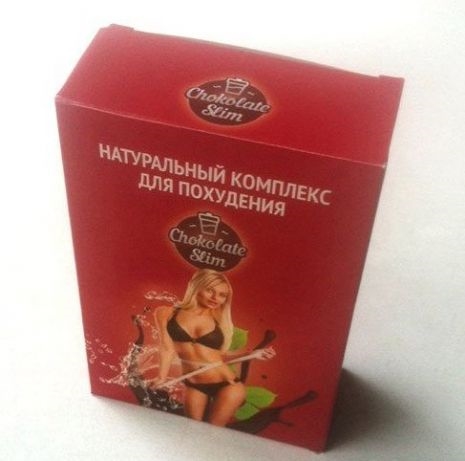 Chokolate
Slim
НАТУРАЛЬНЫЙ КОМПЛЕКС
ДЛЯ ПОХУДЕНИЯ
Chokolate
Slim